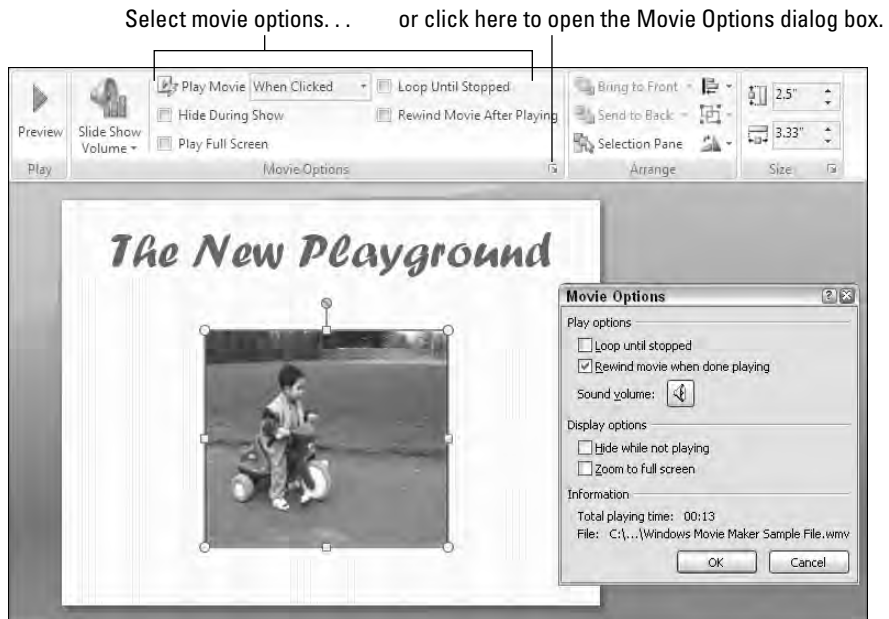 Select movie options. . . or click here to open the Movie Options dialog box.
Play Movie When Clicked Loop Until Stopped Bring to Front 2.5"
Preview Slide Show Volume Hide During Show Rewind Movie After Playing Send to Back 3.33"
Play Full Screen Selection Pane
Play Movie Options Arrange Size
The New Playground
Movie Options
Play options
Loop until stopped
Rewind movie when done playing
Sound volume:
Display options
Hide while not playing
Zoom to full screen
Information
Total playing time: 00:13
File: C:\...\Windows Movie Maker Sample File.wmv
OK Cancel